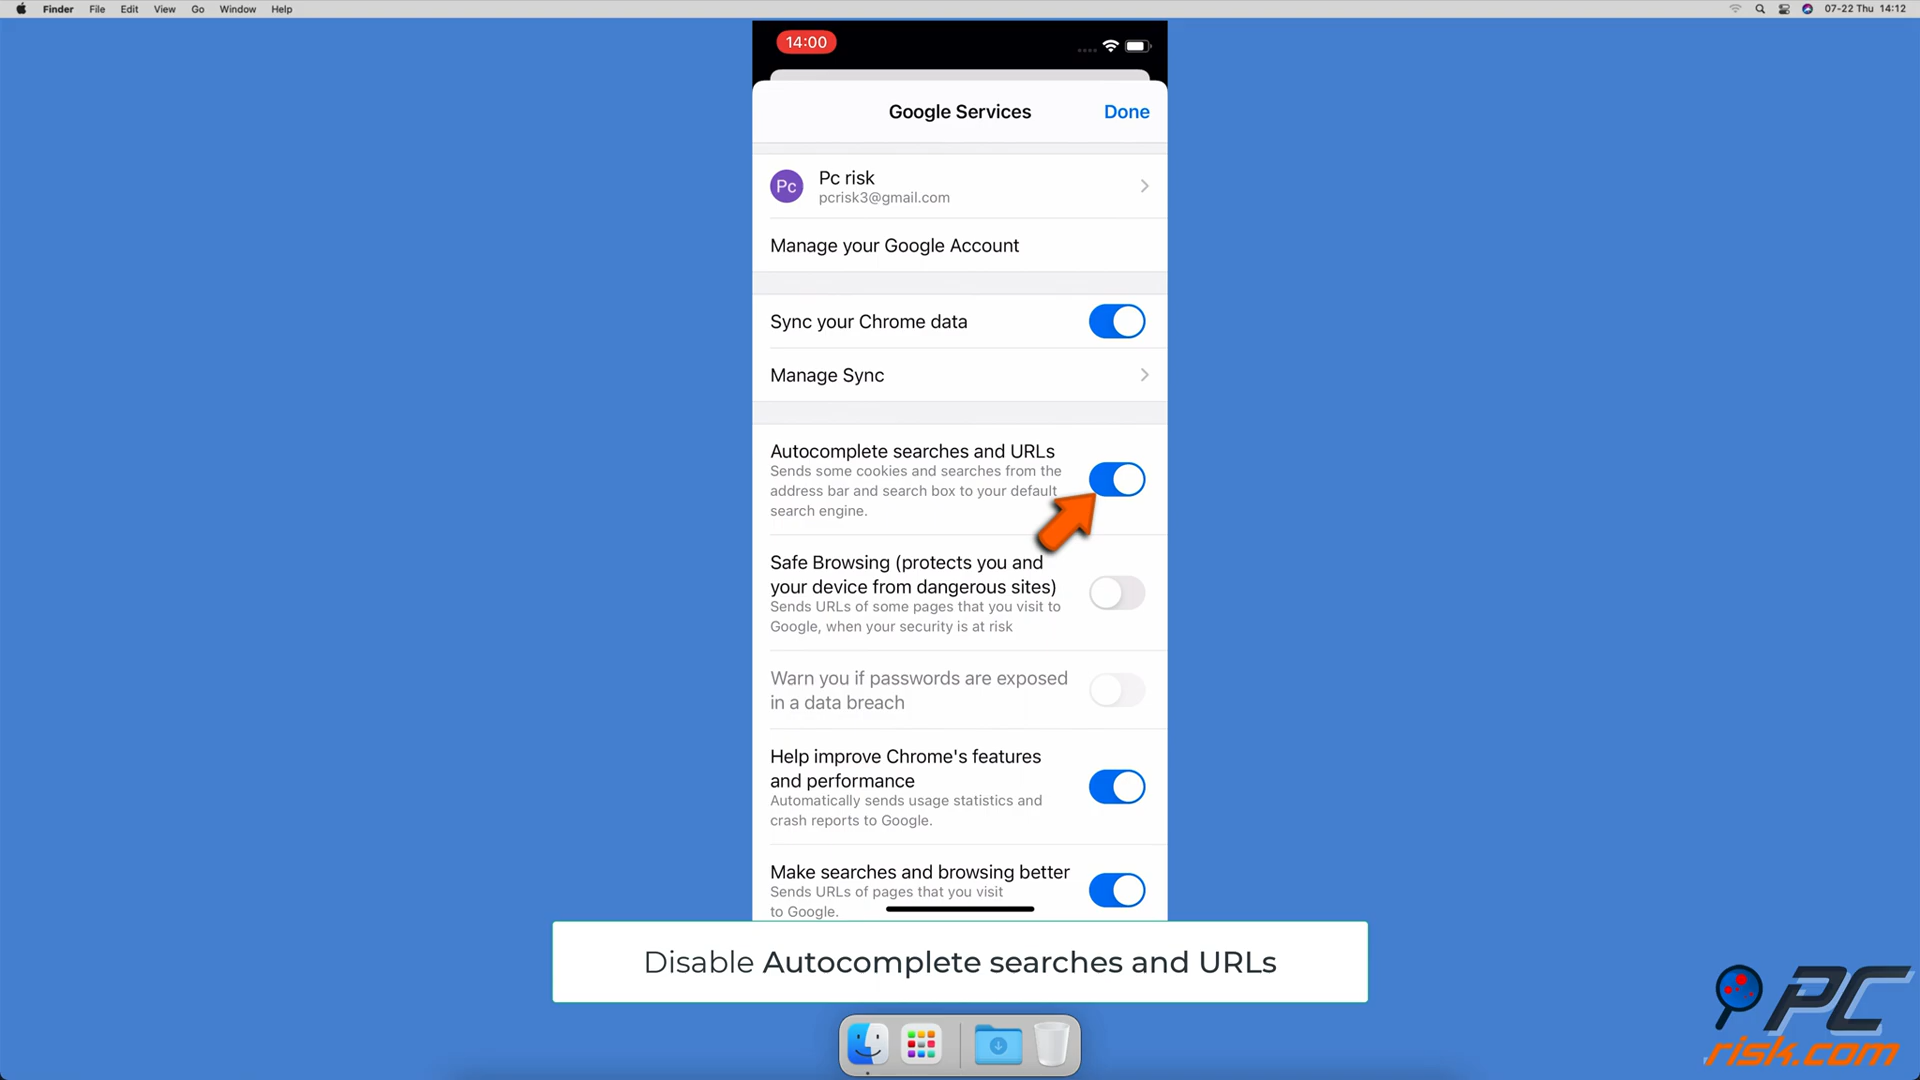 Finder File Edit View Go Window Help
07-22 Thu 14:12
14:00
Google Services
Done
Pc
Pc risk
pcrisk3@gmail.com
Manage your Google Account
Sync your Chrome data
Manage Sync
Autocomplete searches and URLs
Sends some cookies and searches from the
address bar and search box to your default
search engine.
Safe Browsing (protects you and
your device from dangerous sites)
Sends URLs of some pages that you visit to
Google, when your security is at risk
Warn you if passwords are exposed
in a data breach
Help improve Chrome's features
and performance
Automatically sends usage statistics and
crash reports to Google.
Make searches and browsing better
Sends URLs of pages that you visit
to Google.
Disable Autocomplete searches and URLs
PC
risk.com